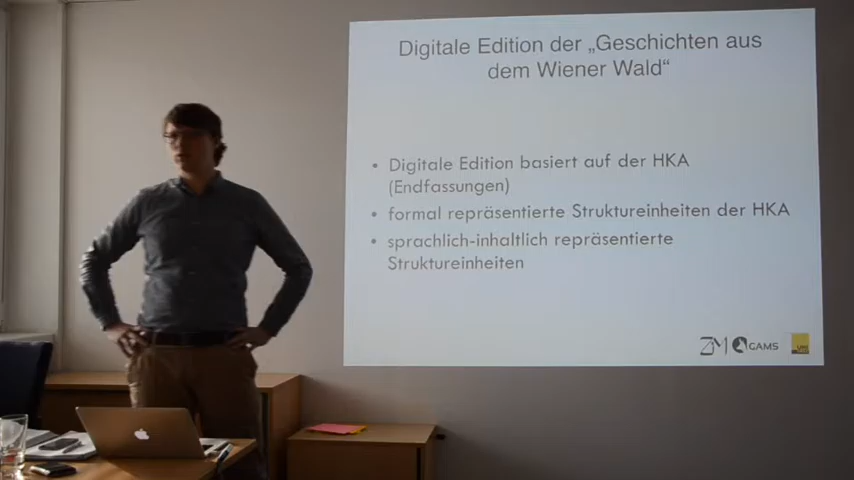 Digitale Edition der „Geschichten aus
dem Wiener Wald“
• Digitale Edition basiert auf der HKA
(Endfassungen)
• formal repräsentierte Struktureinheiten der HKA
• sprachlich-inhaltlich repräsentierte
Struktureinheiten
ZIM GAMS